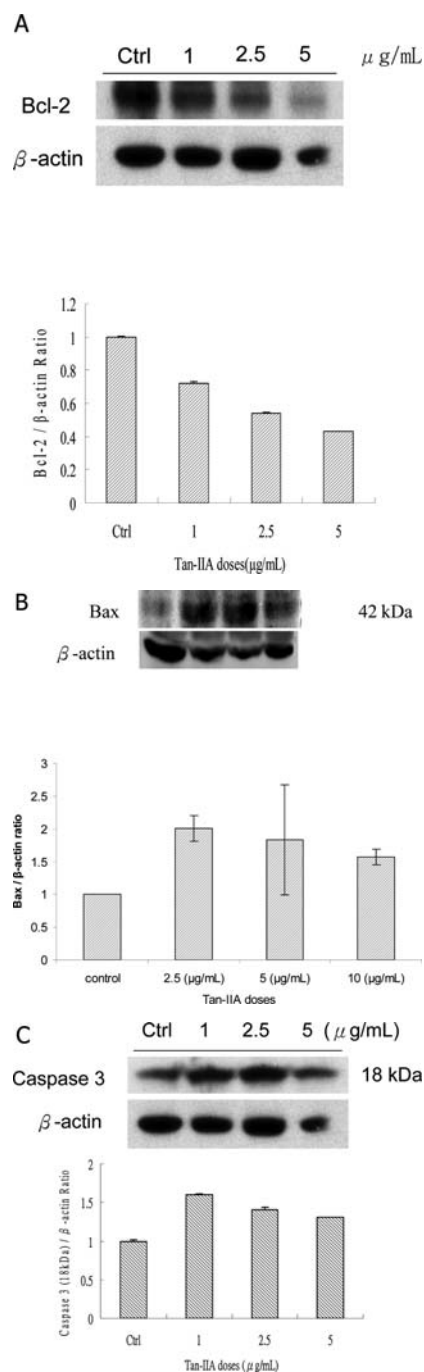 A
Ctrl 1 2.5 5 μ g/mL
Bcl-2
β-actin
Bcl-2 / β-actin Ratio
1.2
1
0.8
0.6
0.4
0.2
0
Ctrl 1 2.5 5
Tan-IIA doses(μg/mL)
B
Bax 42 kDa
β-actin
Bax / β-actin ratio
3
2.5
2
1.5
1
0.5
0
control 2.5 (μg/mL) 5 (μg/mL) 10 (μg/mL)
Tan-IIA doses
C
Ctrl 1 2.5 5 (μg/mL)
Caspase 3 18 kDa
β-actin
Caspase 3 (18kDa) / β-actin Ratio
2
1.5
1
0.5
0
Ctrl 1 2.5 5
Tan-IIA doses (μg/mL)